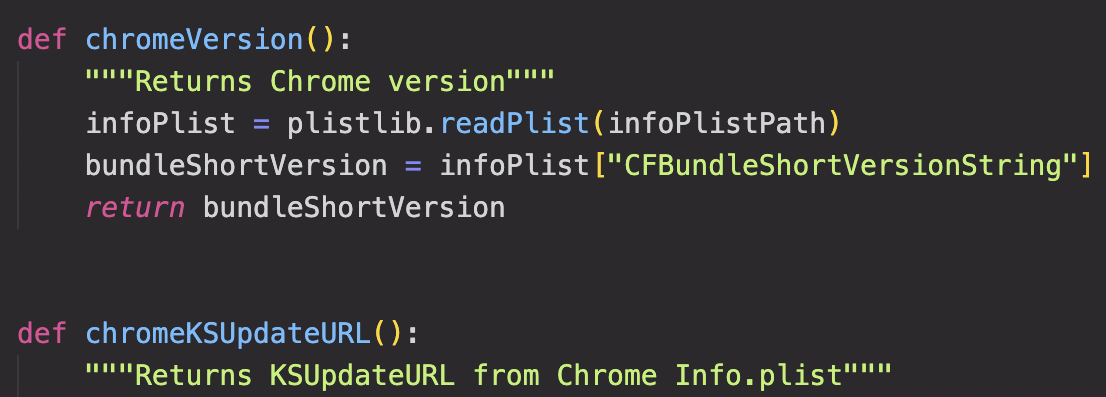 def chromeVersion():
    """Returns Chrome version"""
    infoPlist = plistlib.readPlist(infoPlistPath)
    bundleShortVersion = infoPlist["CFBundleShortVersionString"]
    return bundleShortVersion
def chromeKSUpdateURL():
    """Returns KSUpdateURL from Chrome Info.plist"""